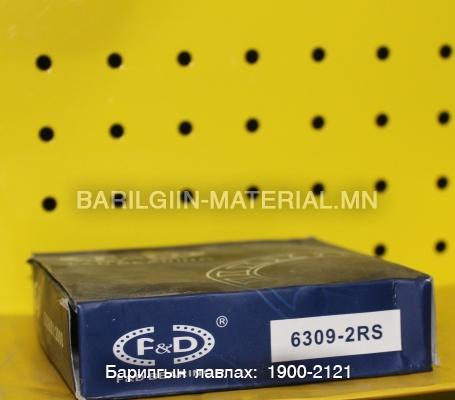 BARILGIIN-MATERIAL.MN
F&D ®
6309-2RS
Барилгын лавлах: 1900-2121